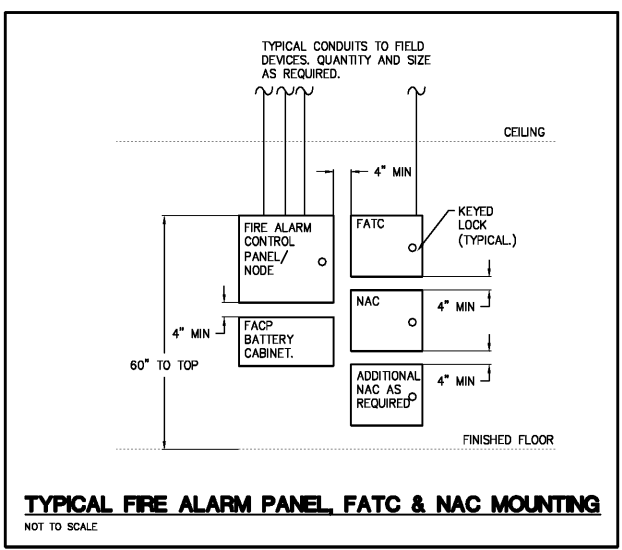 TYPICAL CONDUITS TO FIELD
DEVICES. QUANTITY AND SIZE
AS REQUIRED.
CEILING
4" MIN
FIRE ALARM
CONTROL
PANEL/
NODE
FATC
KEYED
LOCK
(TYPICAL.)
NAC
4" MIN
4" MIN
FACP
BATTERY
CABINET.
60" TO TOP
ADDITIONAL
NAC AS
REQUIRED
4" MIN
FINISHED FLOOR
TYPICAL FIRE ALARM PANEL, FATC & NAC MOUNTING
NOT TO SCALE